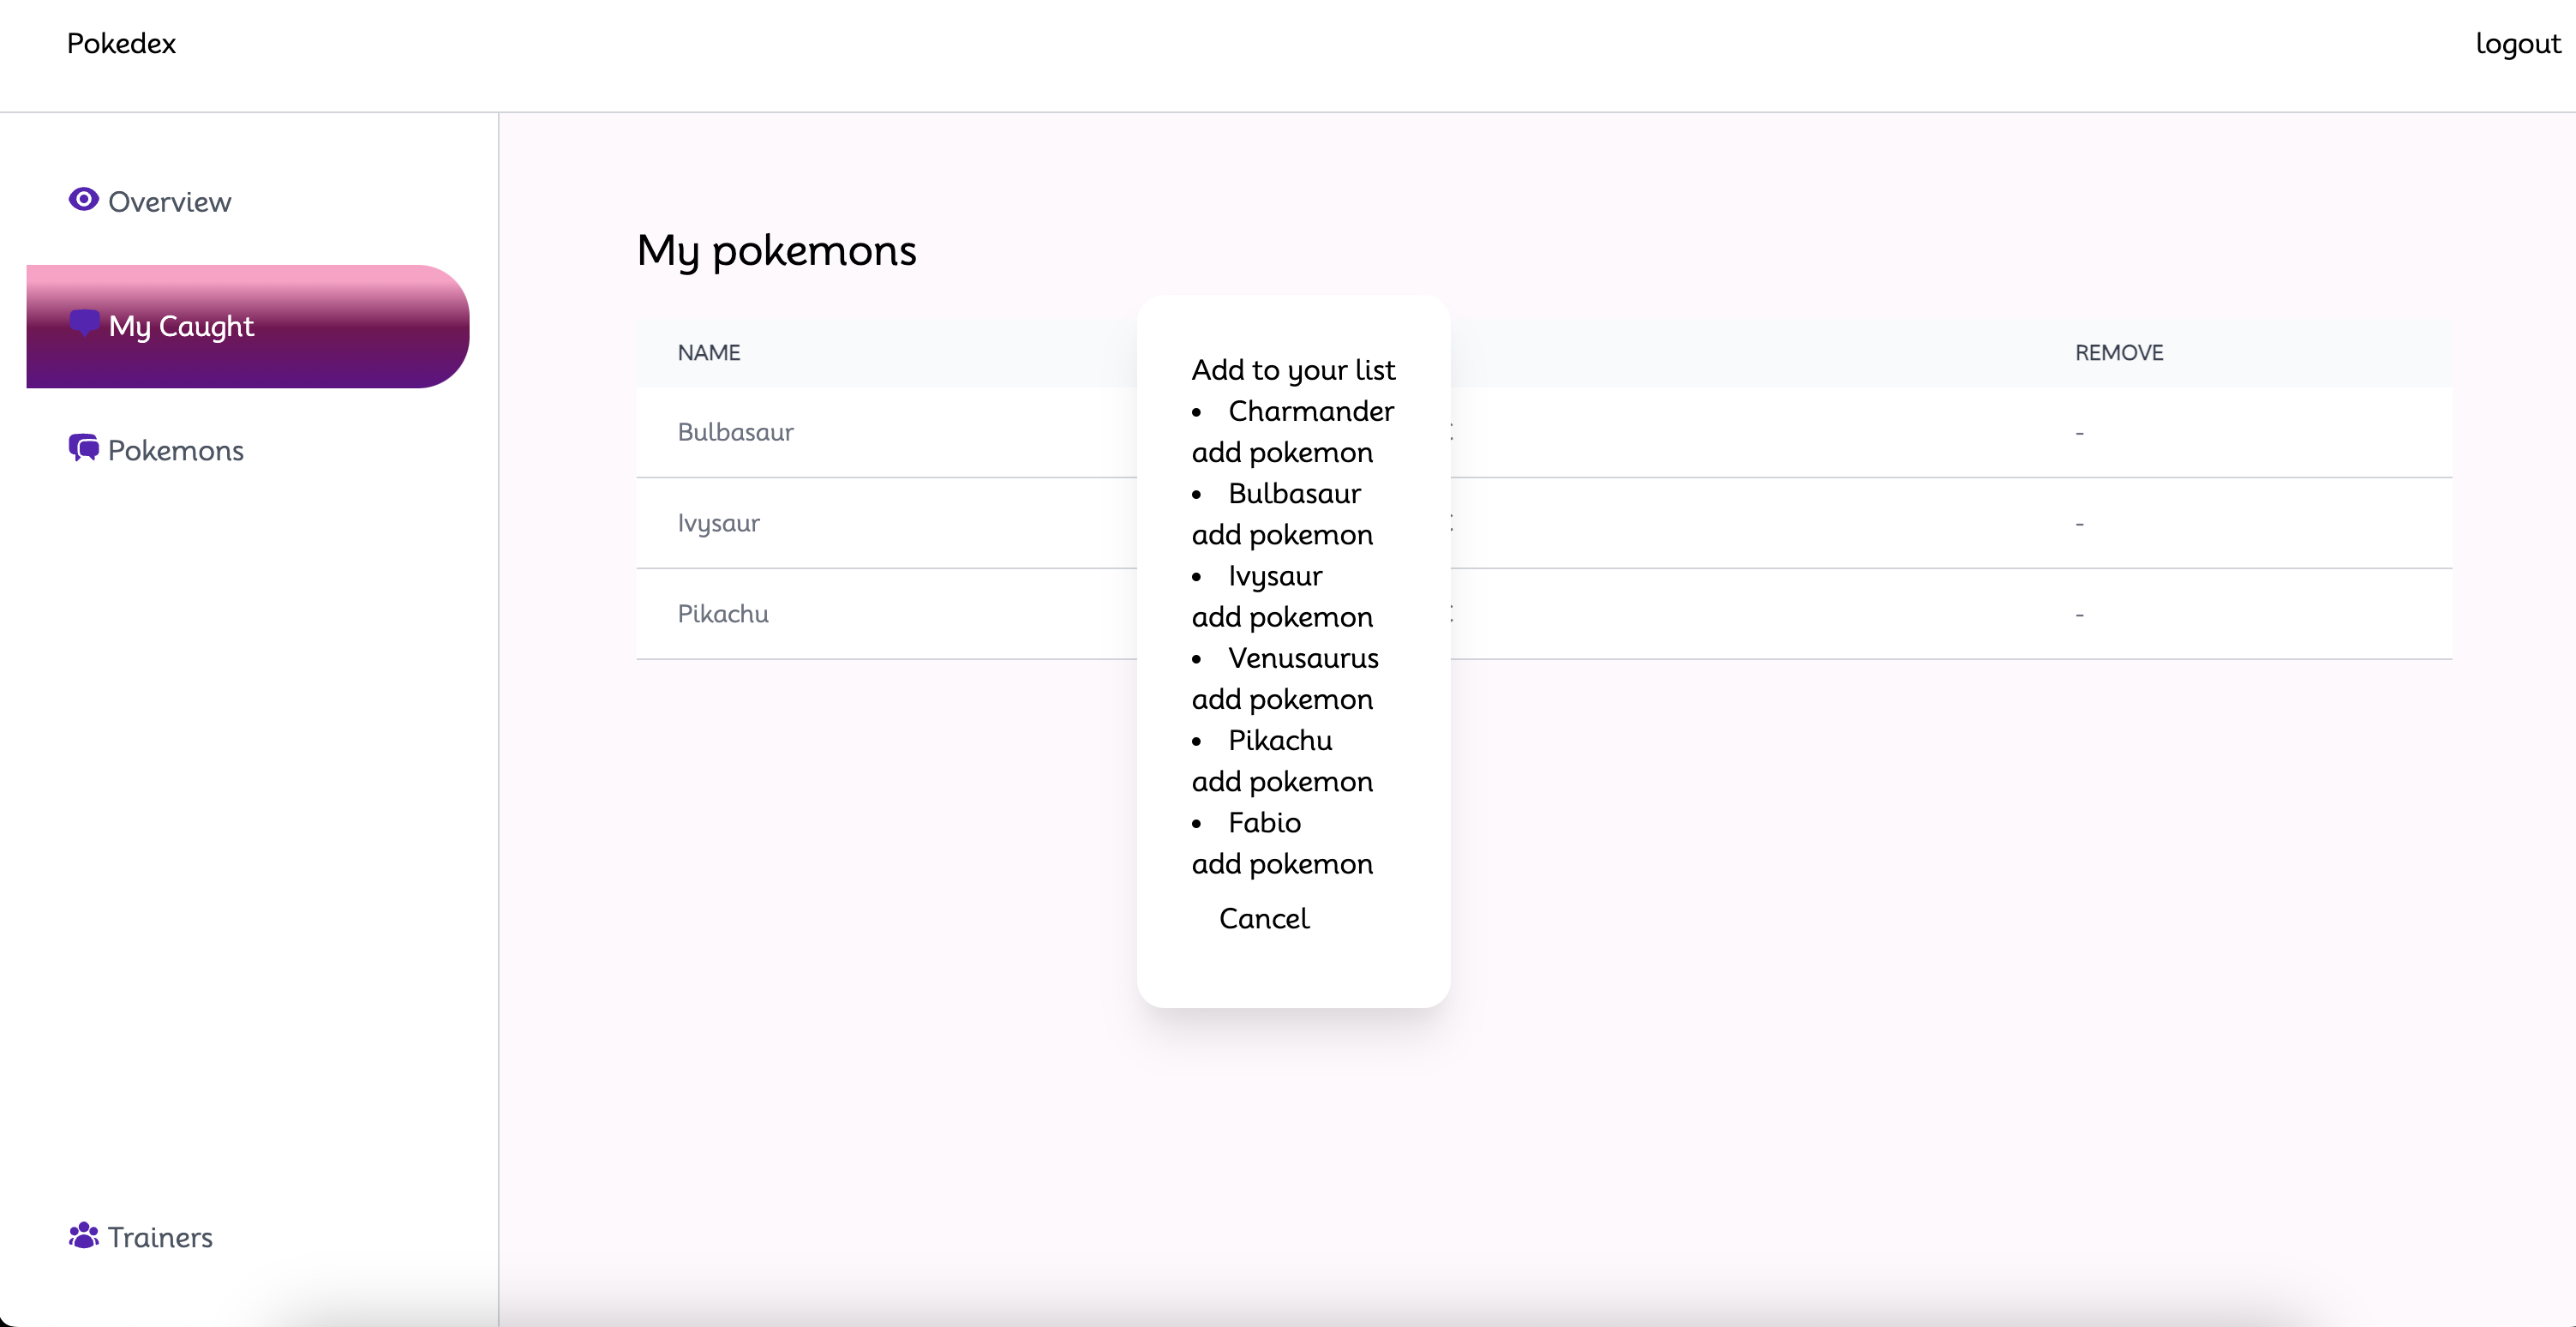 Pokedex
logout
Overview
My Caught
Pokemons
Trainers
My pokemons
NAME
REMOVE
Bulbasaur
-
Ivysaur
-
Pikachu
-
Add to your list
• Charmander
add pokemon
• Bulbasaur
add pokemon
• Ivysaur
add pokemon
• Venusaurus
add pokemon
• Pikachu
add pokemon
• Fabio
add pokemon
Cancel